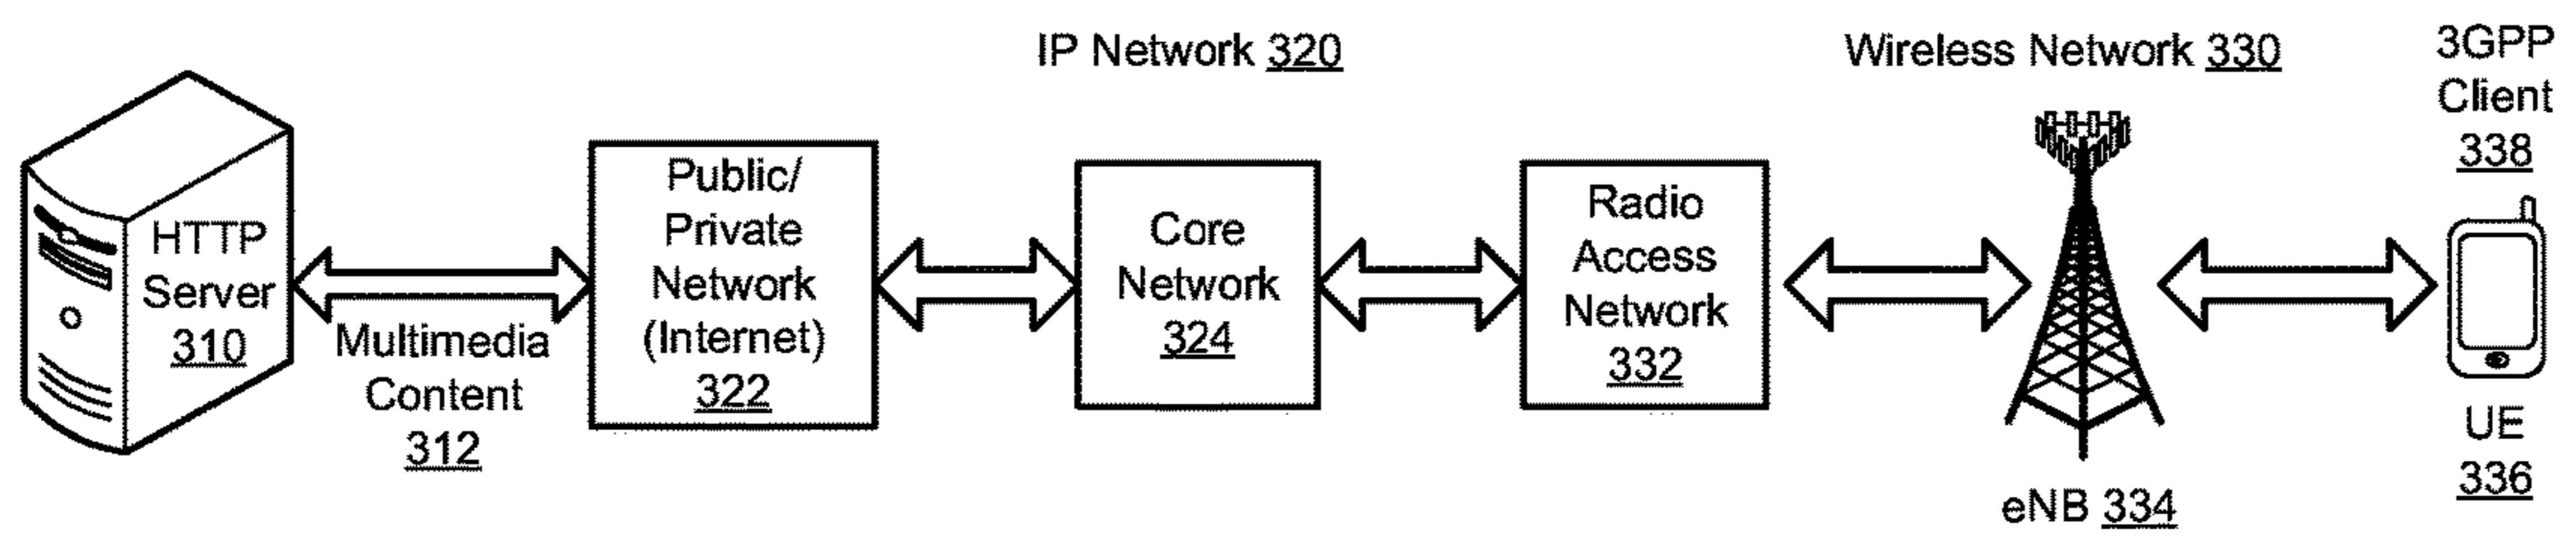 IP Network 320
Wireless Network 330
3GPP
Client
338
HTTP
Server
310
Multimedia
Content
312
Public/
Private
Network
(Internet)
322
Core
Network
324
Radio
Access
Network
332
eNB 334
UE
336